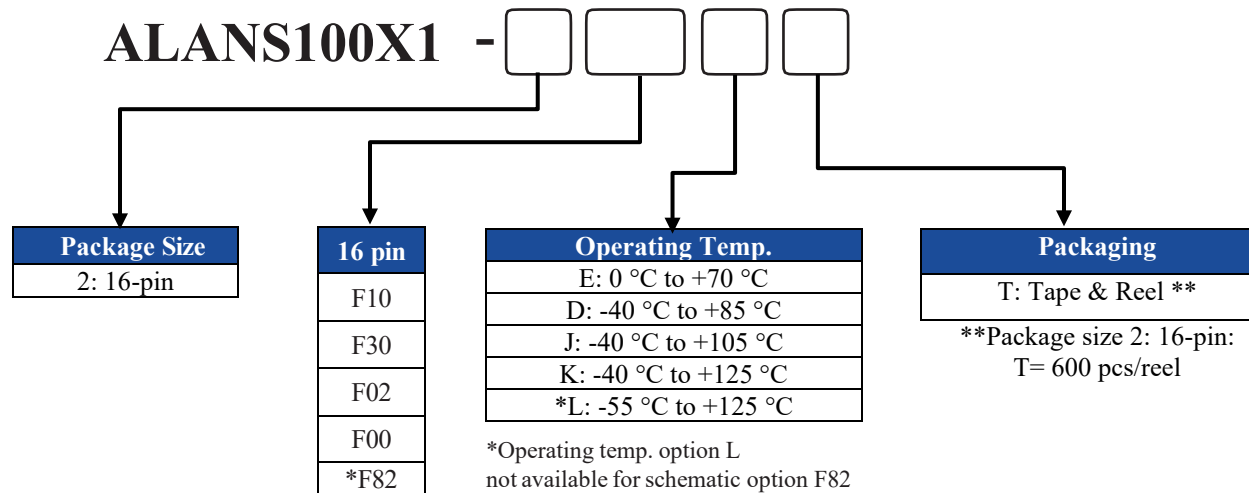 ALANS100X1 -
Package Size
2: 16-pin
16 pin
F10
F30
F02
F00
*F82
Operating Temp.
E: 0 °C to +70 °C
D: -40 °C to +85 °C
J: -40 °C to +105 °C
K: -40 °C to +125 °C
*L: -55 °C to +125 °C
*Operating temp. option L
not available for schematic option F82
Packaging
T: Tape & Reel **
**Package size 2: 16-pin:
T= 600 pcs/reel